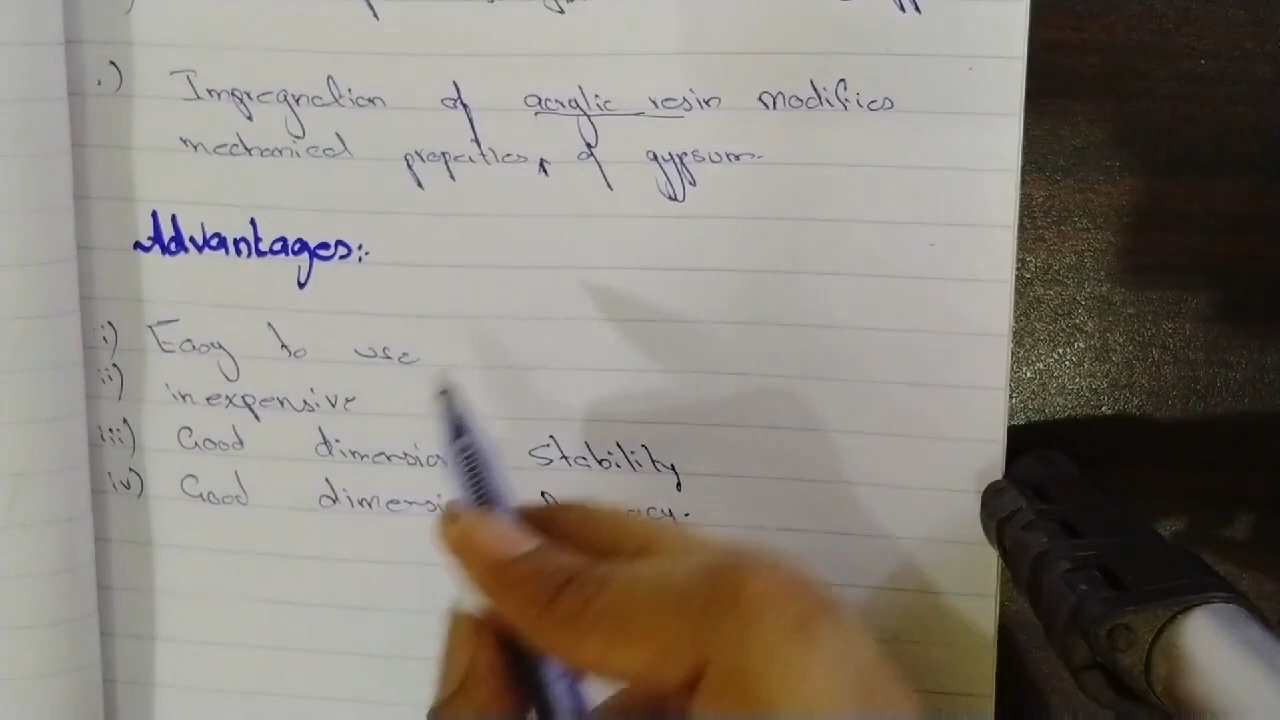 .) Impregnation of acrylic resin modifies
mechanical properties, of gypsum.
Advantages:
i) Easy to use
ii) inexpensive
iii) Good dimension stability
iv) Good